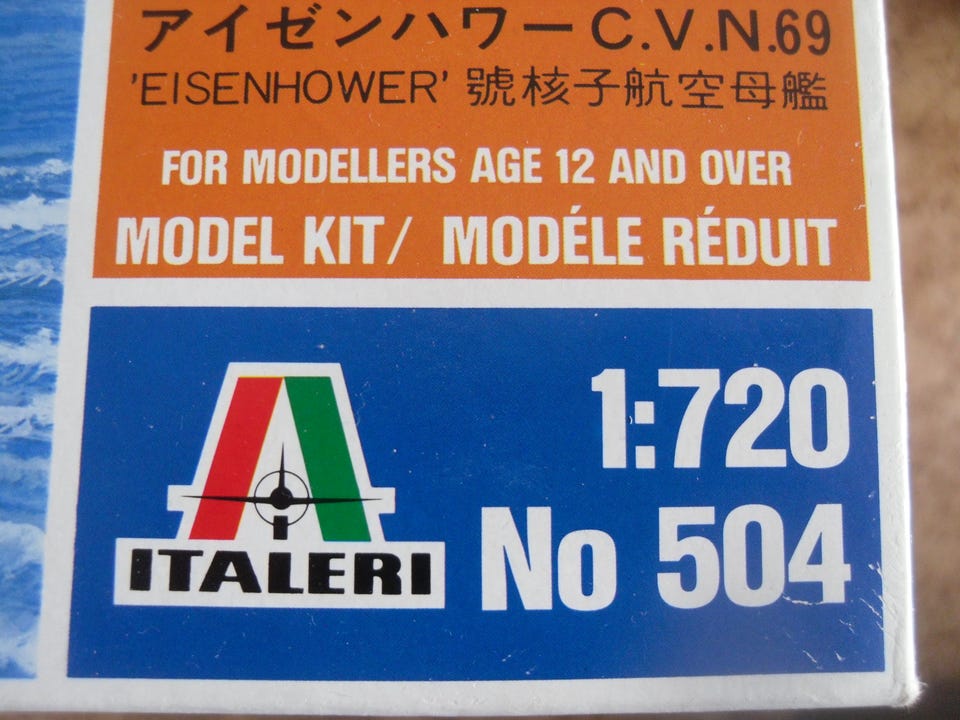 アイゼンハワーC.V.N.69
'EISENHOWER' 號核子航空母艦
FOR MODELLERS AGE 12 AND OVER
MODEL KIT/ MODÉLE RÉDUIT
1:720
ITALERI
No 504